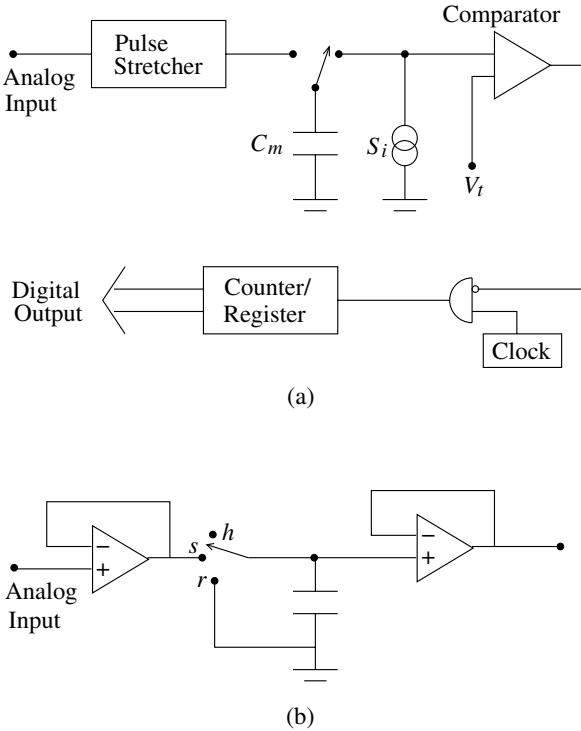 Comparator
Pulse
Stretcher
Analog
Input
C_m
S_i
V_t
Digital
Output
Counter/
Register
Clock
(a)
h
s
−
+
r
Analog
Input
−
+
(b)